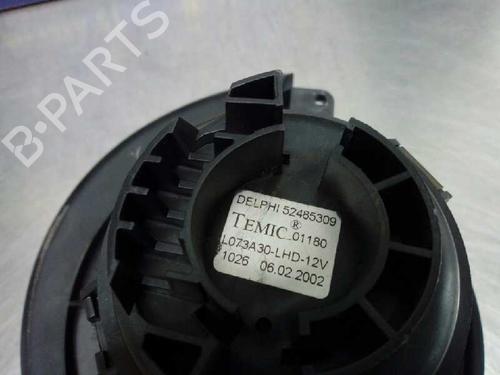 B-PARTS
DELPHI 52485309
TEMIC® 01180
L073A30-LHD-12V
1026 06.02.2002